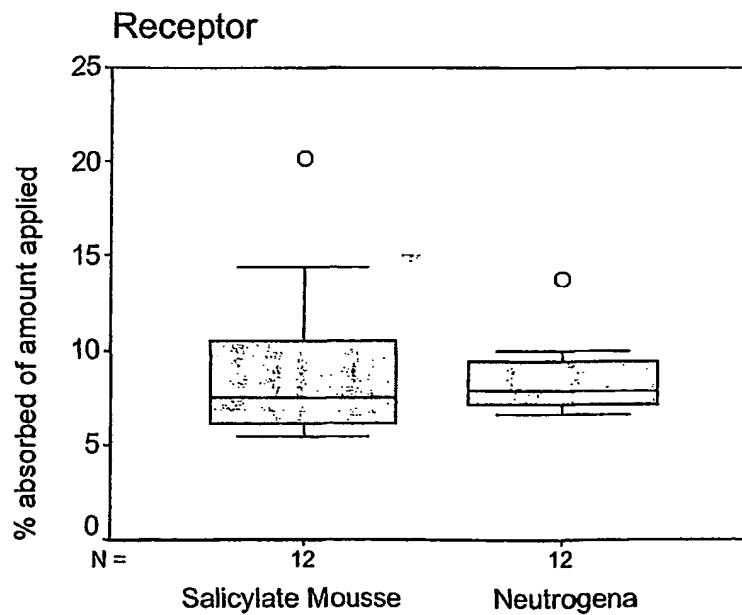 Receptor
% absorbed of amount applied
25
20
15
10
5
0
N = 12 12
Salicylate Mousse Neutrogena